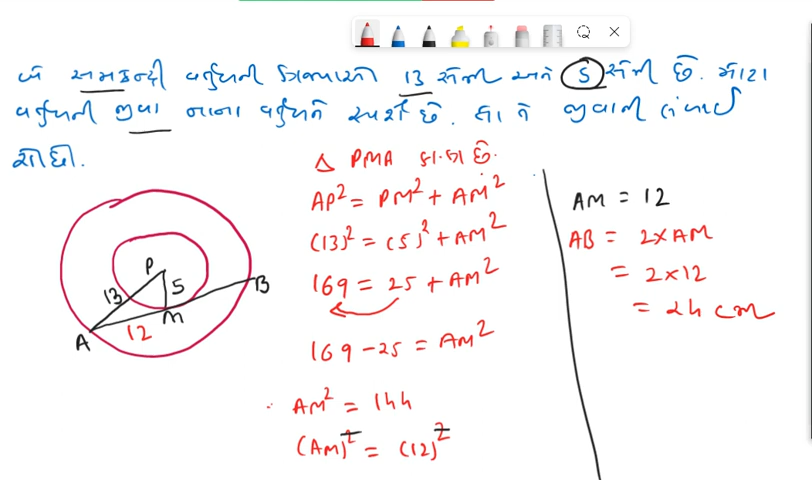 બે સમકેન્દ્રી વર્તુળની ત્રિજ્યાઓ 13 સેમી અને 5 સેમી છે. મોટા
વર્તુળની જીવા નાના વર્તુળને સ્પર્શે છે. તો તે જીવાની લંબાઈ
શોધો.
△ PMA કા.કો છે.
AP² = PM² + AM²
(13)² = (5)² + AM²
169 = 25 + AM²
169 - 25 = AM²
AM² = 144
(AM)² = (12)²
AM = 12
AB = 2×AM
= 2×12
= 24 cm
P
13
5
B
M
A
12